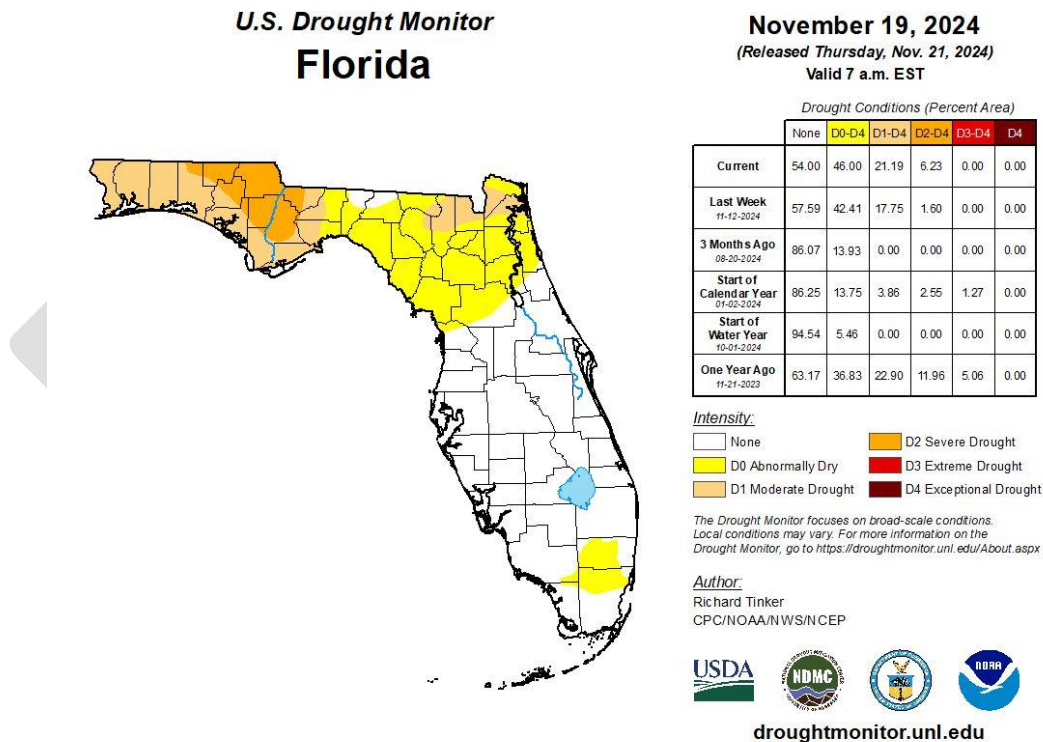 U.S. Drought Monitor
Florida
November 19, 2024
(Released Thursday, Nov. 21, 2024)
Valid 7 a.m. EST
Drought Conditions (Percent Area)
None D0-D4 D1-D4 D2-D4 D3-D4 D4
Current 54.00 46.00 21.19 6.23 0.00 0.00
Last Week
11-12-2024
57.59 42.41 17.75 1.60 0.00 0.00
3 Months Ago
08-20-2024
86.07 13.93 0.00 0.00 0.00 0.00
Start of
Calendar Year
01-02-2024
86.25 13.75 3.86 2.55 1.27 0.00
Start of
Water Year
10-01-2024
94.54 5.46 0.00 0.00 0.00 0.00
One Year Ago
11-21-2023
63.17 36.83 22.90 11.96 5.06 0.00
Intensity:
None
D0 Abnormally Dry
D1 Moderate Drought
D2 Severe Drought
D3 Extreme Drought
D4 Exceptional Drought
The Drought Monitor focuses on broad-scale conditions.
Local conditions may vary. For more information on the
Drought Monitor, go to https://droughtmonitor.unl.edu/About.aspx
Author:
Richard Tinker
CPC/NOAA/NWS/NCEP
USDA
NDMC
NOAA
droughtmonitor.unl.edu